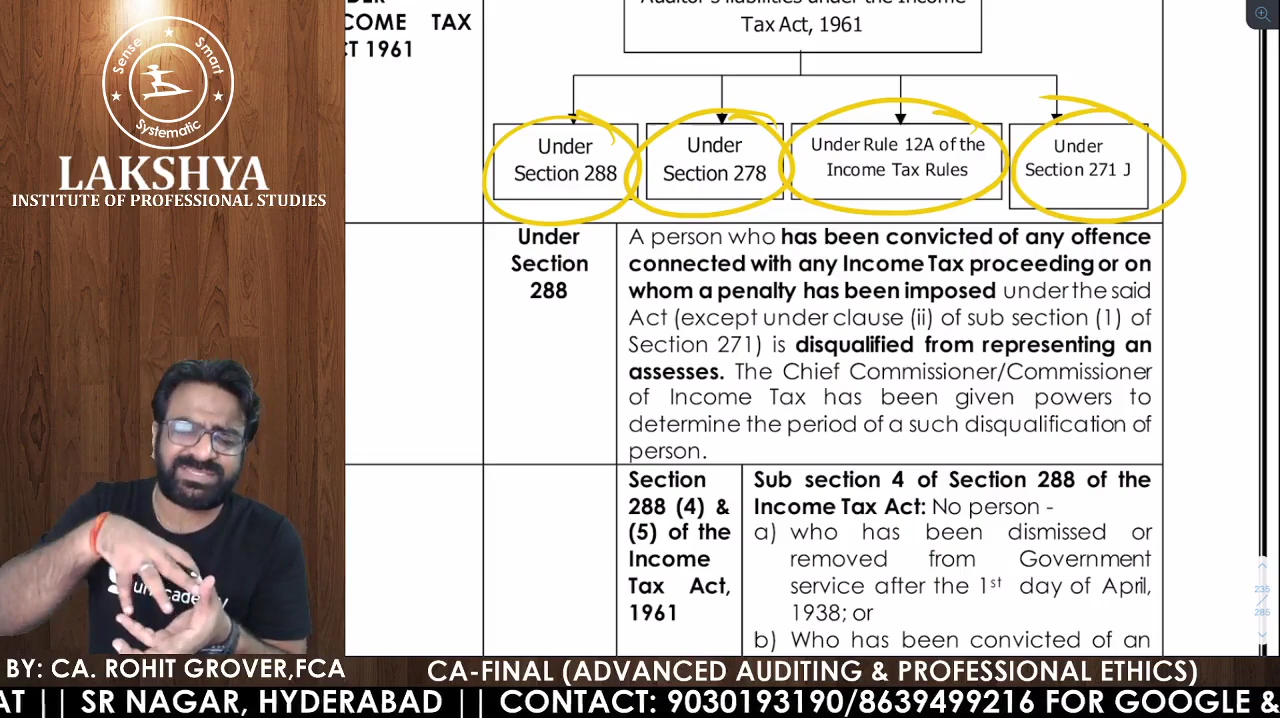 Sense
Smart
Systematic
LAKSHYA
INSTITUTE OF PROFESSIONAL STUDIES
COME TAX
CT 1961
Tax Act, 1961
Under
Section 288
Under
Section 278
Under Rule 12A of the
Income Tax Rules
Under
Section 271 J
Under
Section
288
A person who has been convicted of any offence
connected with any Income Tax proceeding or on
whom a penalty has been imposed under the said
Act (except under clause (ii) of sub section (1) of
Section 271) is disqualified from representing an
assesses. The Chief Commissioner/Commissioner
of Income Tax has been given powers to
determine the period of a such disqualification of
person.
Section
288 (4) &
(5) of the
Income
Tax Act,
1961
Sub section 4 of Section 288 of the
Income Tax Act: No person -
a) who has been dismissed or
removed from Government
service after the 1st day of April,
1938; or
b) Who has been convicted of an
BY: CA. ROHIT GROVER,FCA
CA-FINAL (ADVANCED AUDITING & PROFESSIONAL ETHICS)
AT || SR NAGAR, HYDERABAD || CONTACT: 9030193190/8639499216 FOR GOOGLE &